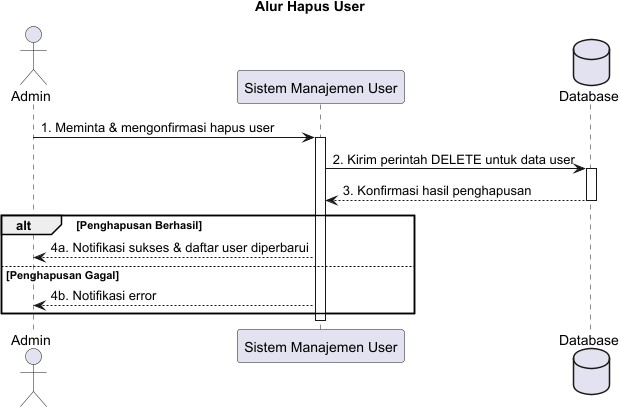 Alur Hapus User
Admin
Sistem Manajemen User
Database
1. Meminta & mengonfirmasi hapus user
2. Kirim perintah DELETE untuk data user
3. Konfirmasi hasil penghapusan
alt
[Penghapusan Berhasil]
4a. Notifikasi sukses & daftar user diperbarui
[Penghapusan Gagal]
4b. Notifikasi error
Admin
Sistem Manajemen User
Database